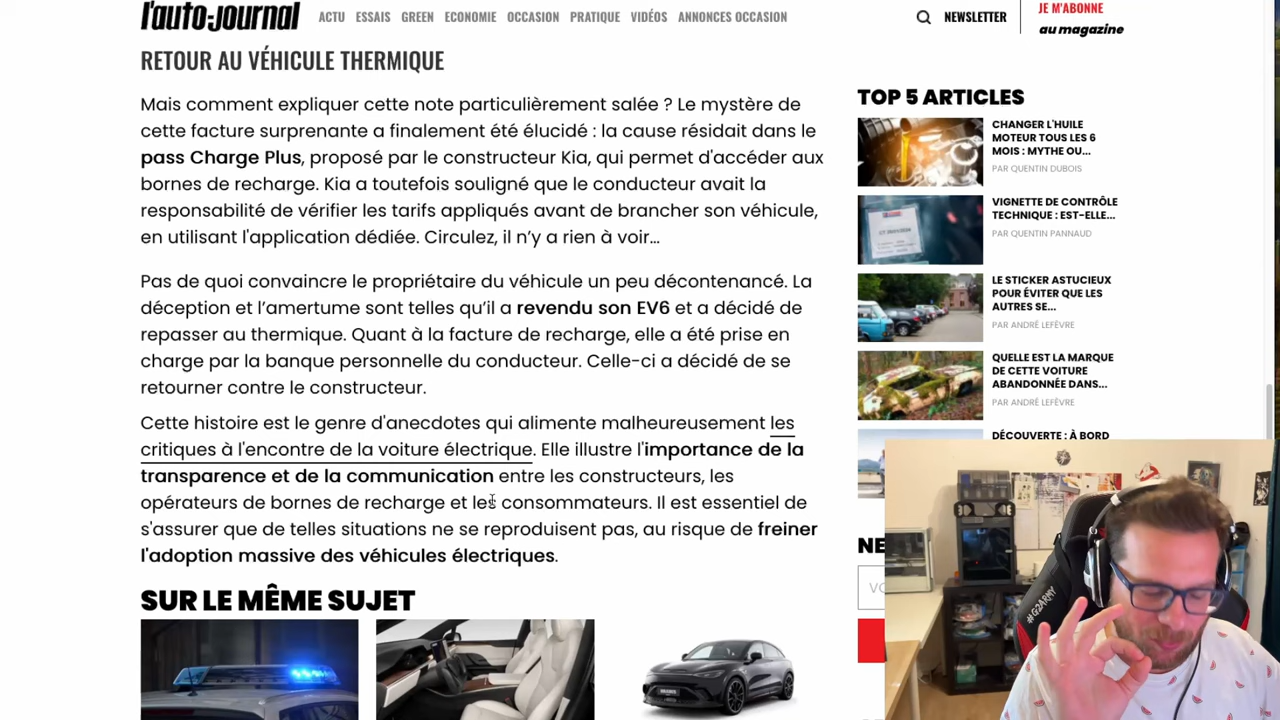 l'auto-journal
ACTU ESSAIS GREEN ECONOMIE OCCASION PRATIQUE VIDÉOS ANNONCES OCCASION
NEWSLETTER
JE M'ABONNE
au magazine
RETOUR AU VÉHICULE THERMIQUE
Mais comment expliquer cette note particulièrement salée ? Le mystère de
cette facture surprenante a finalement été élucidé : la cause résidait dans le
pass Charge Plus, proposé par le constructeur Kia, qui permet d'accéder aux
bornes de recharge. Kia a toutefois souligné que le conducteur avait la
responsabilité de vérifier les tarifs appliqués avant de brancher son véhicule,
en utilisant l'application dédiée. Circulez, il n’y a rien à voir…
Pas de quoi convaincre le propriétaire du véhicule un peu décontenancé. La
déception et l’amertume sont telles qu’il a revendu son EV6 et a décidé de
repasser au thermique. Quant à la facture de recharge, elle a été prise en
charge par la banque personnelle du conducteur. Celle-ci a décidé de se
retourner contre le constructeur.
Cette histoire est le genre d'anecdotes qui alimente malheureusement les
critiques à l'encontre de la voiture électrique. Elle illustre l'importance de la
transparence et de la communication entre les constructeurs, les
opérateurs de bornes de recharge et les consommateurs. Il est essentiel de
s'assurer que de telles situations ne se reproduisent pas, au risque de freiner
l'adoption massive des véhicules électriques.
SUR LE MÊME SUJET
TOP 5 ARTICLES
CHANGER L'HUILE
MOTEUR TOUS LES 6
MOIS : MYTHE OU...
PAR QUENTIN DUBOIS
VIGNETTE DE CONTRÔLE
TECHNIQUE : EST-ELLE...
PAR QUENTIN PANNAUD
LE STICKER ASTUCIEUX
POUR ÉVITER QUE LES
AUTRES SE...
PAR ANDRÉ LEFÈVRE
QUELLE EST LA MARQUE
DE CETTE VOITURE
ABANDONNÉE DANS...
PAR ANDRÉ LEFÈVRE
DÉCOUVERTE : À BORD
NE
VO
#G2ARMY